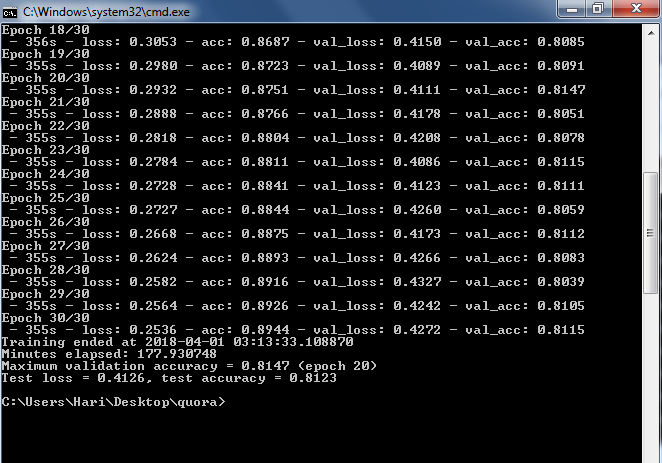 C:\Windows\system32\cmd.exe
Epoch 18/30
- 356s - loss: 0.3053 - acc: 0.8687 - val_loss: 0.4150 - val_acc: 0.8085
Epoch 19/30
- 355s - loss: 0.2980 - acc: 0.8723 - val_loss: 0.4089 - val_acc: 0.8091
Epoch 20/30
- 355s - loss: 0.2932 - acc: 0.8751 - val_loss: 0.4111 - val_acc: 0.8147
Epoch 21/30
- 355s - loss: 0.2888 - acc: 0.8766 - val_loss: 0.4178 - val_acc: 0.8051
Epoch 22/30
- 355s - loss: 0.2818 - acc: 0.8804 - val_loss: 0.4208 - val_acc: 0.8078
Epoch 23/30
- 355s - loss: 0.2784 - acc: 0.8811 - val_loss: 0.4086 - val_acc: 0.8115
Epoch 24/30
- 355s - loss: 0.2728 - acc: 0.8841 - val_loss: 0.4123 - val_acc: 0.8111
Epoch 25/30
- 355s - loss: 0.2727 - acc: 0.8844 - val_loss: 0.4260 - val_acc: 0.8059
Epoch 26/30
- 355s - loss: 0.2668 - acc: 0.8875 - val_loss: 0.4173 - val_acc: 0.8112
Epoch 27/30
- 355s - loss: 0.2624 - acc: 0.8893 - val_loss: 0.4266 - val_acc: 0.8083
Epoch 28/30
- 355s - loss: 0.2582 - acc: 0.8916 - val_loss: 0.4327 - val_acc: 0.8039
Epoch 29/30
- 355s - loss: 0.2564 - acc: 0.8926 - val_loss: 0.4242 - val_acc: 0.8105
Epoch 30/30
- 355s - loss: 0.2536 - acc: 0.8944 - val_loss: 0.4272 - val_acc: 0.8115
Training ended at 2018-04-01 03:13:33.108870
Minutes elapsed: 177.930748
Maximum validation accuracy = 0.8147 (epoch 20)
Test loss = 0.4126, test accuracy = 0.8123
C:\Users\Hari\Desktop\quora>